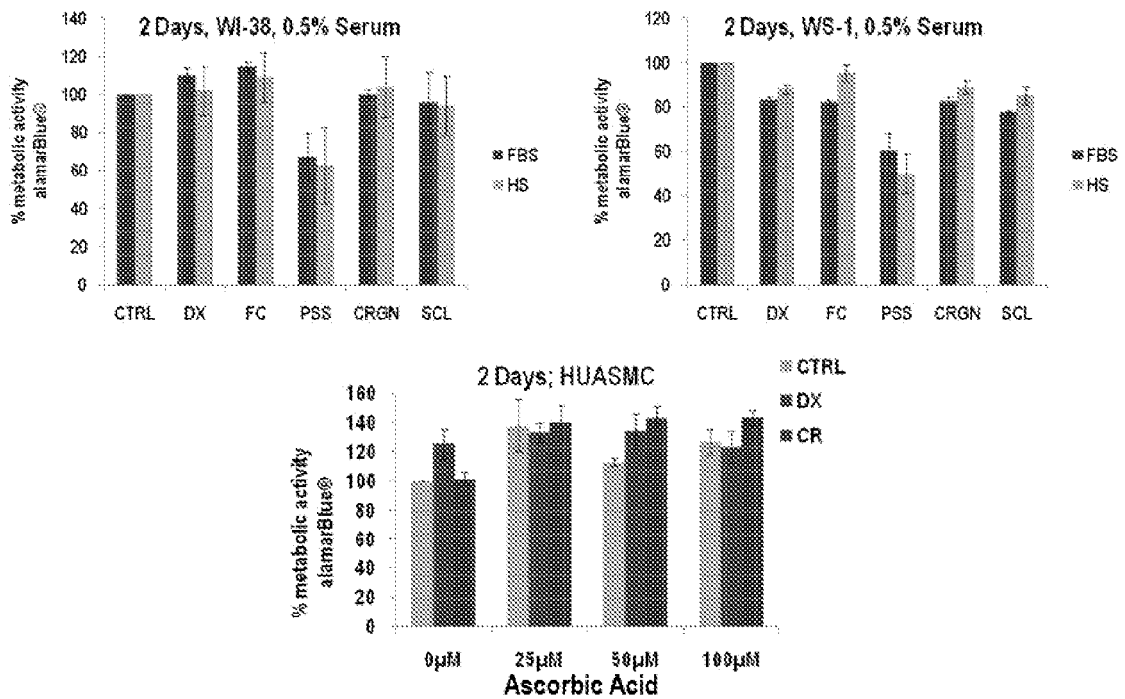 2 Days, WI-38, 0.5% Serum
% metabolic activity
alamarBlue®
140
120
100
80
60
40
20
0
CTRL DX FC PSS CRGN SCL
FBS
HS
2 Days, WS-1, 0.5% Serum
% metabolic activity
alamarBlue®
120
100
80
60
40
20
0
CTRL DX FC PSS CRGN SCL
FBS
HS
2 Days; HUASMC
% metabolic activity
alamarBlue®
160
140
120
100
80
60
40
20
0
0µM 25µM 50µM 100µM
Ascorbic Acid
CTRL
DX
CR